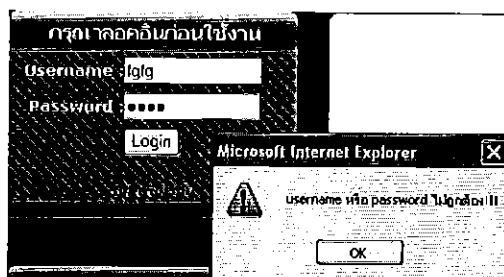 กรุณาลอคอินก่อนใช้งาน
Username : fgfg
Password : ●●●●
Login
Microsoft Internet Explorer
username หรือ password ไม่ถูกต้อง !!
OK